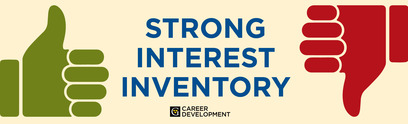 STRONG
INTEREST
INVENTORY
CAREER
DEVELOPMENT